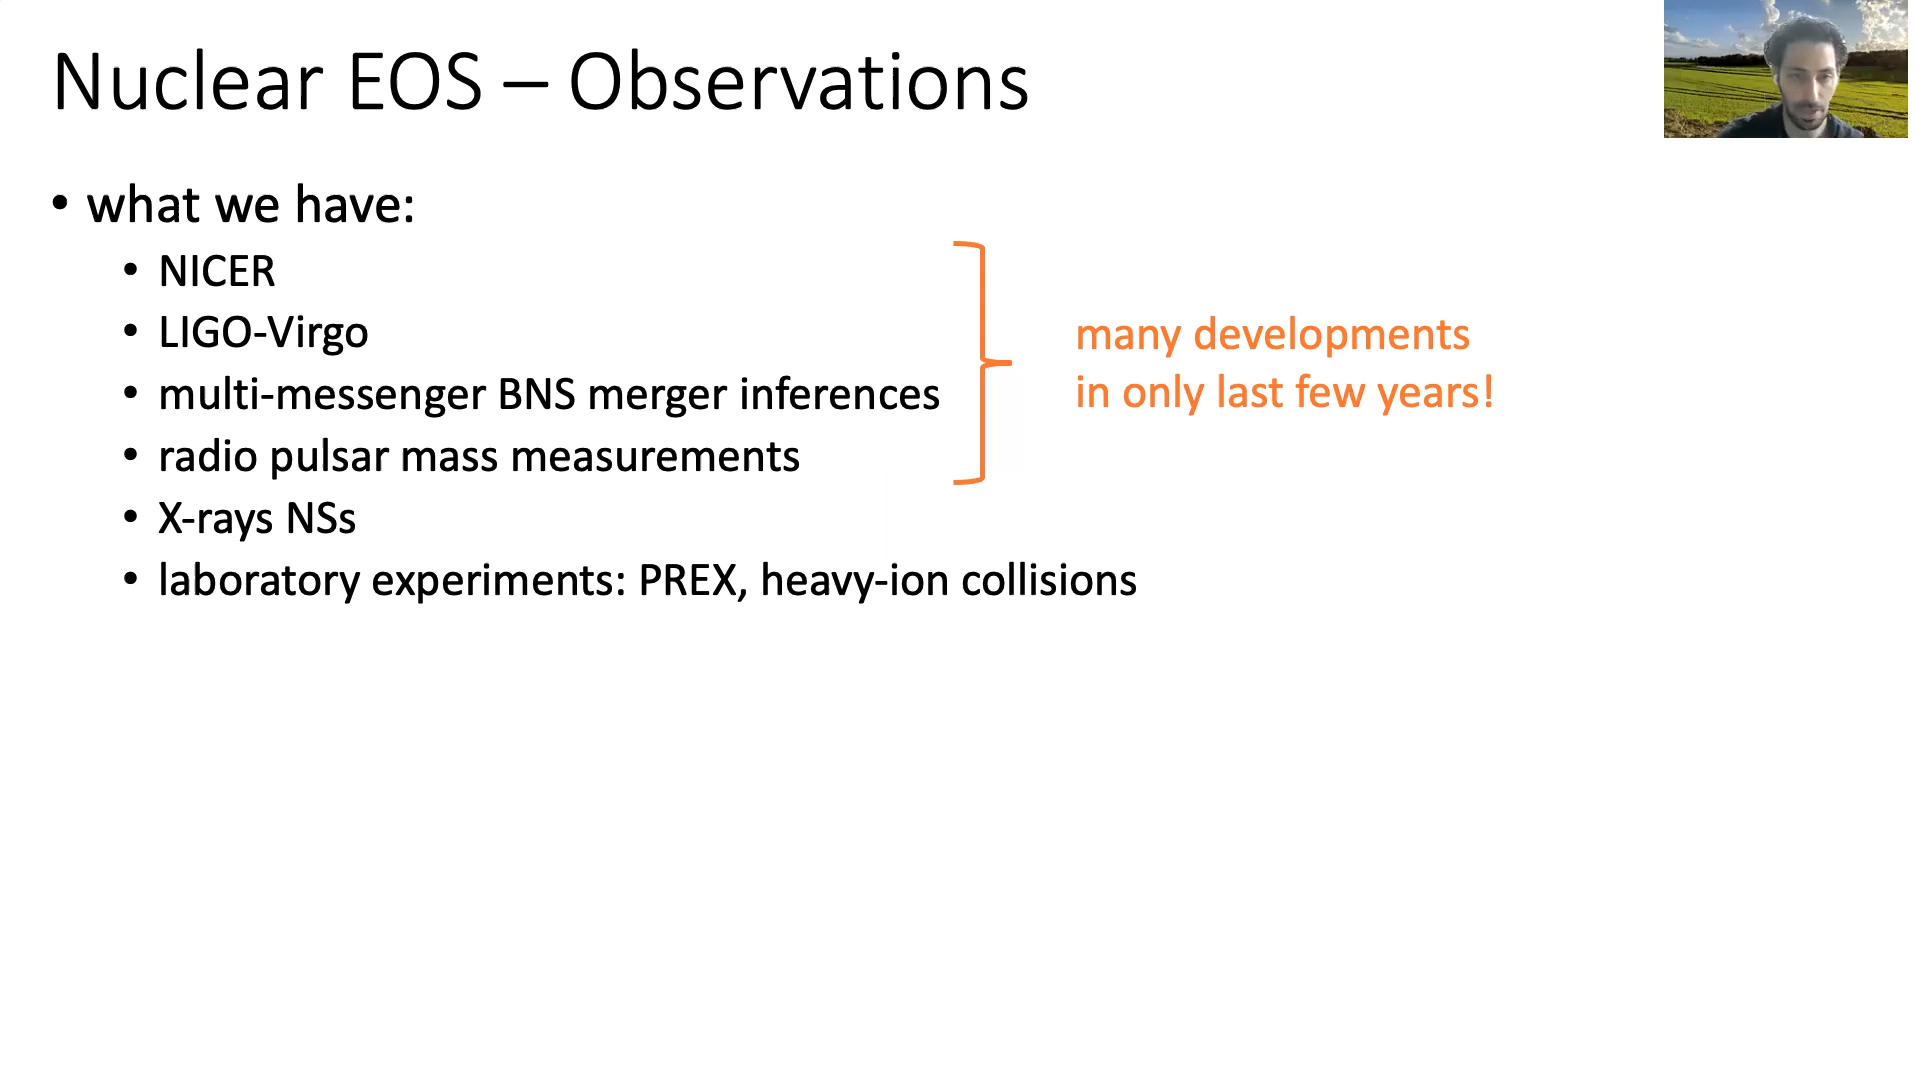 Nuclear EOS – Observations
• what we have:
• NICER
• LIGO-Virgo
• multi-messenger BNS merger inferences
• radio pulsar mass measurements
• X-rays NSs
• laboratory experiments: PREX, heavy-ion collisions
many developments
in only last few years!